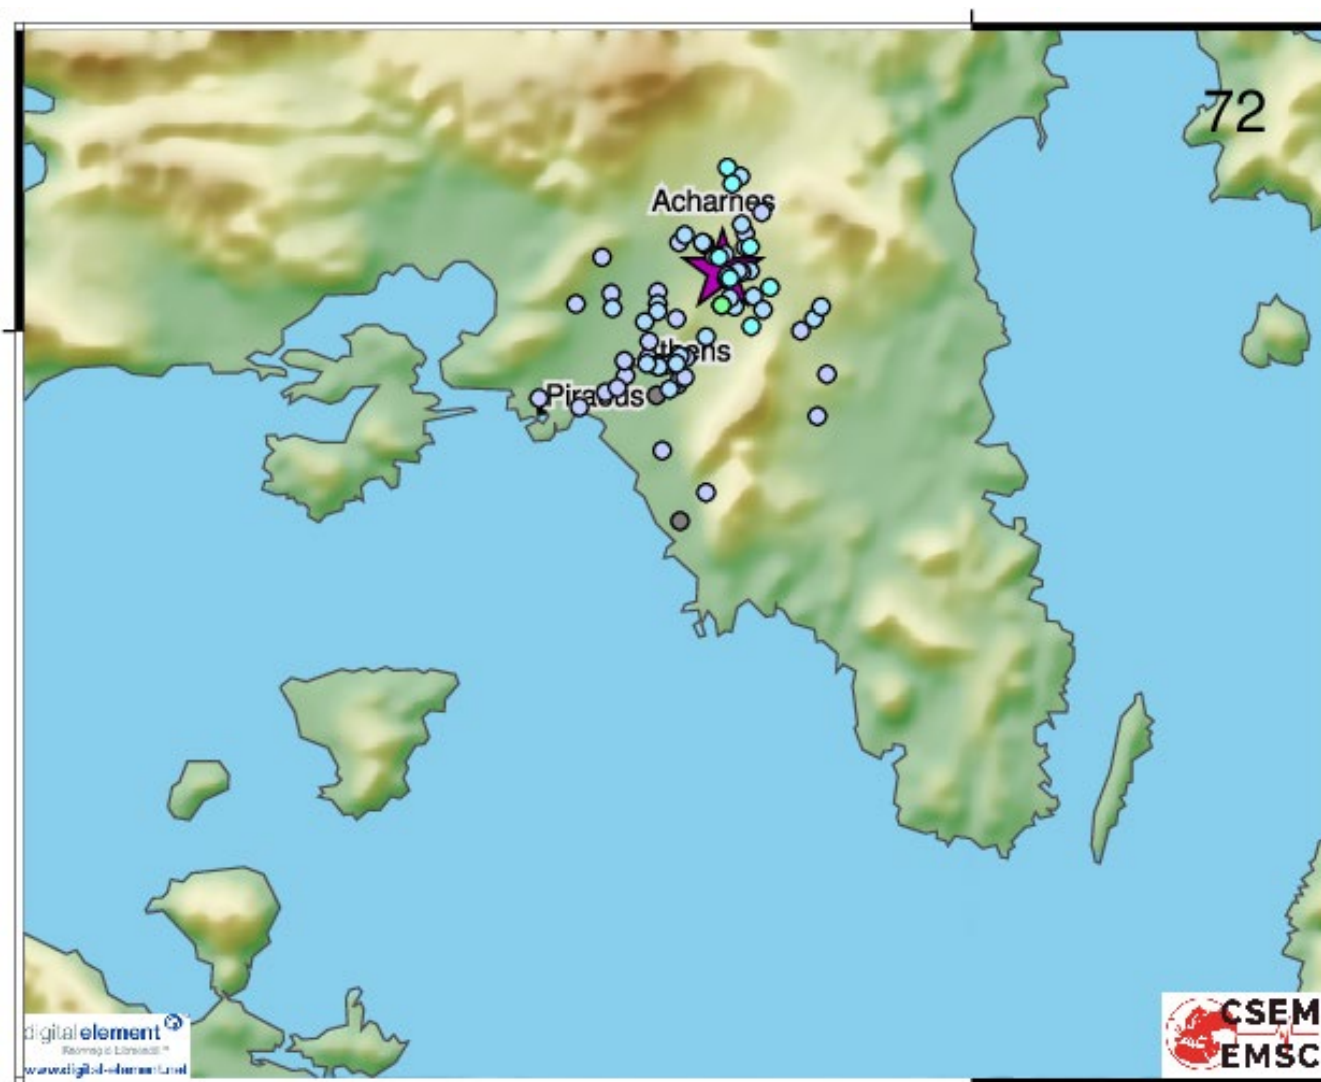 72
Acharnes
Athens
Piraeus
digital element
www.digital-element.net
CSEM
EMSC